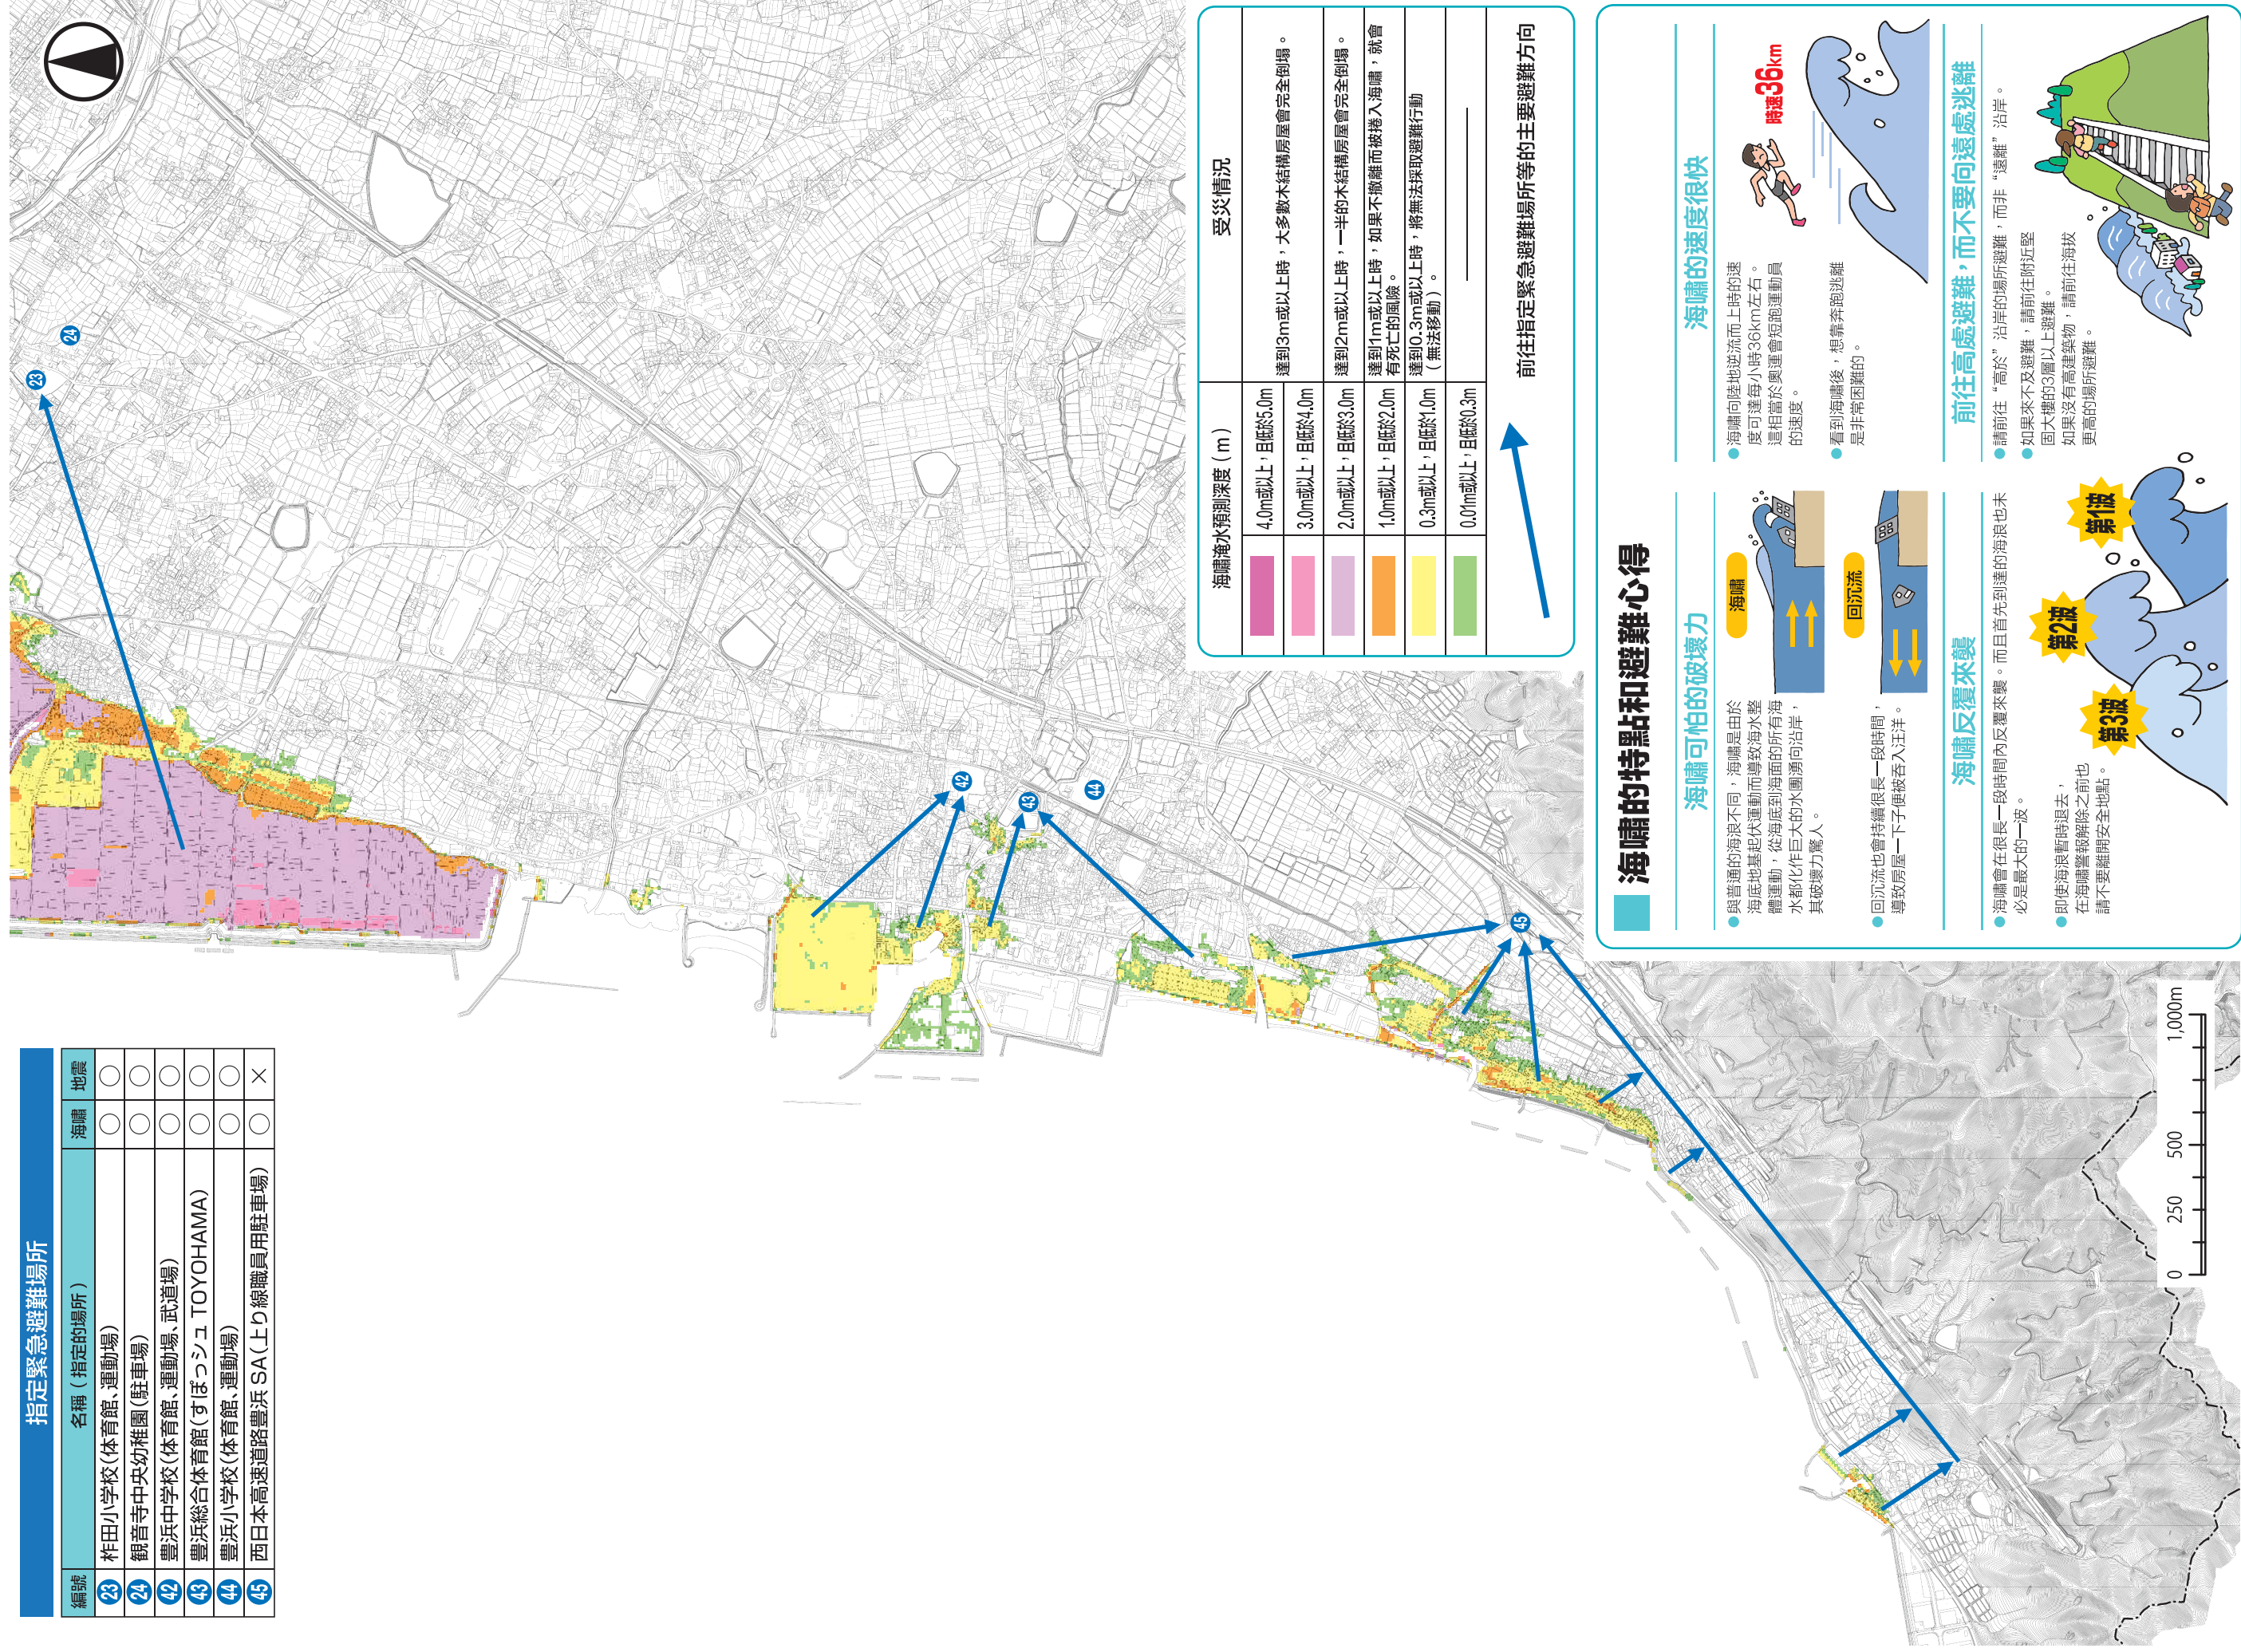 指定緊急避難場所
編號 名稱（指定的場所） 海嘯 地震
23 柞田小学校（体育館、運動場） ○ ○
24 観音寺中央幼稚園（駐車場） ○ ○
42 豊浜中学校（体育館、運動場、武道場） ○ ○
43 豊浜総合体育館（すぽっシュ TOYOHAMA） ○ ○
44 豊浜小学校（体育館、運動場） ○ ○
45 西日本高速道路豊浜 SA（上り線職員用駐車場） ○ ×
23
24
42
43
44
45
海嘯淹水預測深度（m） 受災情況
4.0m或以上，且低於5.0m
3.0m或以上，且低於4.0m
達到3m或以上時，大多數木結構房屋會完全倒塌。
2.0m或以上，且低於3.0m 達到2m或以上時，一半的木結構房屋會完全倒塌。
1.0m或以上，且低於2.0m 達到1m或以上時，如果不撤離而被捲入海嘯，就會
有死亡的風險。
0.3m或以上，且低於1.0m 達到0.3m或以上時，將無法採取避難行動
（無法移動）。
0.01m或以上，且低於0.3m
前往指定緊急避難場所等的主要避難方向
海嘯的特點和避難心得
海嘯可怕的破壞力
●與普通的海浪不同，海嘯是由於
海底地基起伏運動而導致海水整
體運動，從海底到海面的所有海
水都化作巨大的水團湧向沿岸，
其破壞力驚人。
●回沉流也會持續很長一段時間，
導致房屋一下子便被吞入汪洋。
海嘯
回沉流
海嘯的速度很快
●海嘯向陸地逆流而上時的速
度可達每小時36km左右。
這相當於奧運會短跑運動員
的速度。
●看到海嘯後，想靠奔跑逃離
是非常困難的。
時速36km
海嘯反覆來襲
●海嘯會在很長一段時間內反覆來襲。而且首先到達的海浪也未
必是最大的一波。
●即使海浪暫時退去，
在海嘯警報解除之前也
請不要離開安全地點。
第3波
第2波
第1波
前往高處避難，而不要向遠處逃離
●請前往“高於”沿岸的場所避難，而非“遠離”沿岸。
●如果來不及避難，請前往附近堅
固大樓的3層以上避難。
如果沒有高建築物，請前往海拔
更高的場所避難。
0 250 500 1,000m